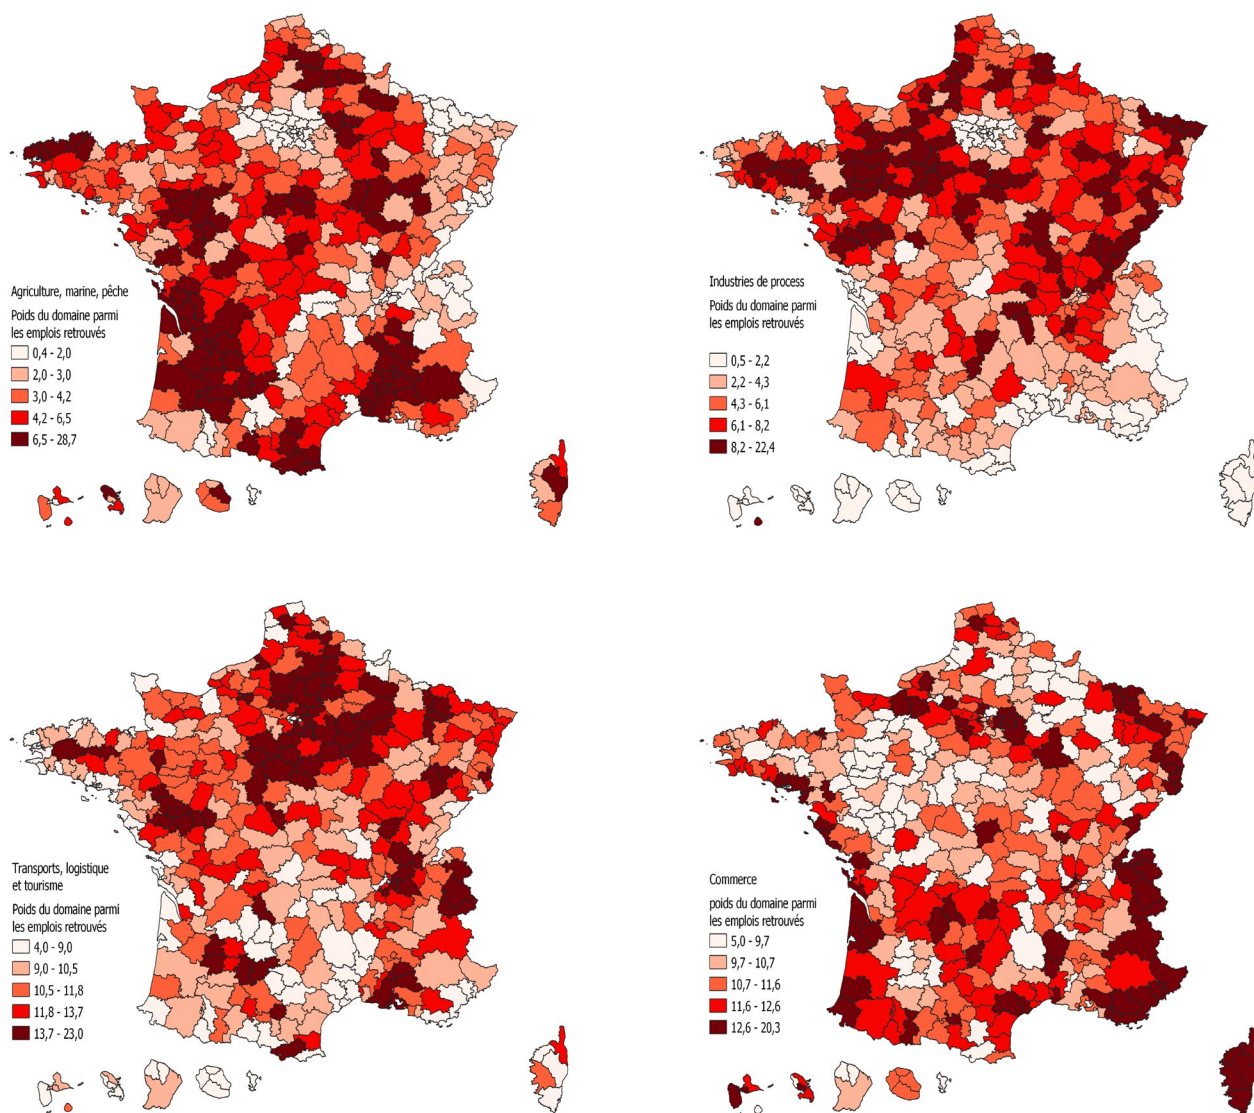 Agriculture, marine, pêche
Poids du domaine parmi
les emplois retrouvés
0,4 - 2,0
2,0 - 3,0
3,0 - 4,2
4,2 - 6,5
6,5 - 28,7
Industries de process
Poids du domaine parmi
les emplois retrouvés
0,5 - 2,2
2,2 - 4,3
4,3 - 6,1
6,1 - 8,2
8,2 - 22,4
Transports, logistique
et tourisme
Poids du domaine parmi
les emplois retrouvés
4,0 - 9,0
9,0 - 10,5
10,5 - 11,8
11,8 - 13,7
13,7 - 23,0
Commerce
poids du domaine parmi
les emplois retrouvés
5,0 - 9,7
9,7 - 10,7
10,7 - 11,6
11,6 - 12,6
12,6 - 20,3